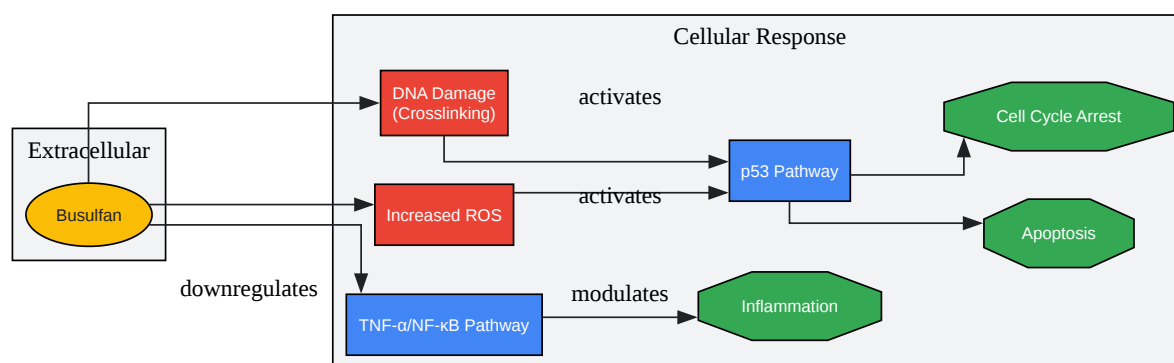 Cellular Response
DNA Damage
(Crosslinking)
activates
Cell Cycle Arrest
Extracellular
p53 Pathway
Busulfan
Increased ROS
activates
Apoptosis
downregulates
TNF-α/NF-κB Pathway
modulates
Inflammation